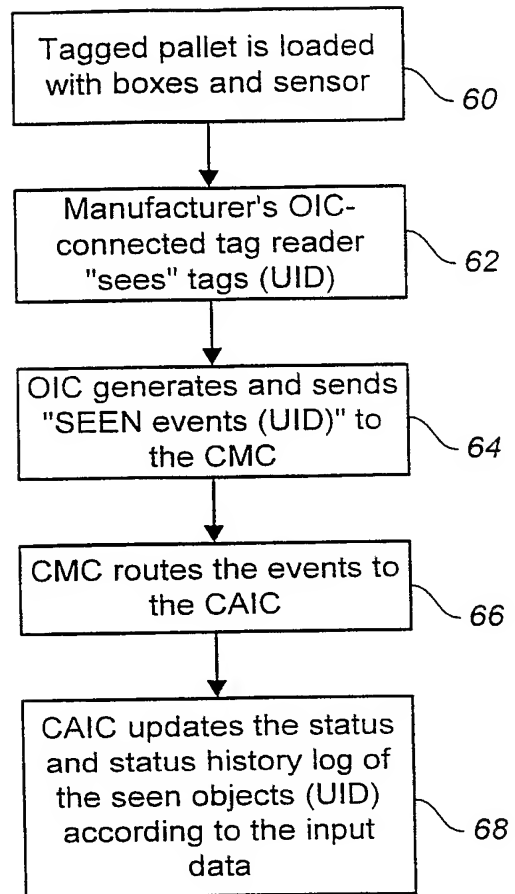 Tagged pallet is loaded
with boxes and sensor
60
Manufacturer's OIC-
connected tag reader
"sees" tags (UID)
62
OIC generates and sends
"SEEN events (UID)" to
the CMC
64
CMC routes the events to
the CAIC
66
CAIC updates the status
and status history log of
the seen objects (UID)
according to the input
data
68